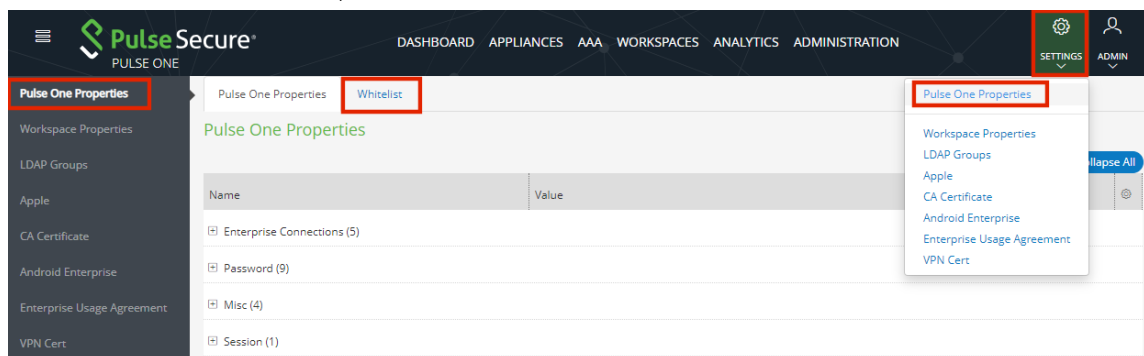 Pulse Secure
PULSE ONE
DASHBOARD APPLIANCES AAA WORKSPACES ANALYTICS ADMINISTRATION
SETTINGS
ADMIN
Pulse One Properties
Workspace Properties
LDAP Groups
Apple
CA Certificate
Android Enterprise
Enterprise Usage Agreement
VPN Cert
Pulse One Properties Whitelist
Pulse One Properties
llapse All
Name Value
Enterprise Connections (5)
Password (9)
Misc (4)
Session (1)
Pulse One Properties
Workspace Properties
LDAP Groups
Apple
CA Certificate
Android Enterprise
Enterprise Usage Agreement
VPN Cert